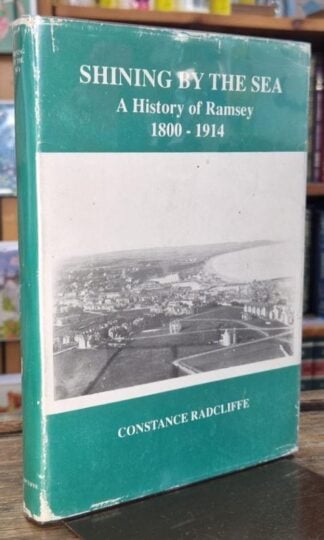 SHINING BY THE SEA
A History of Ramsey
1800 - 1914
CONSTANCE RADCLIFFE